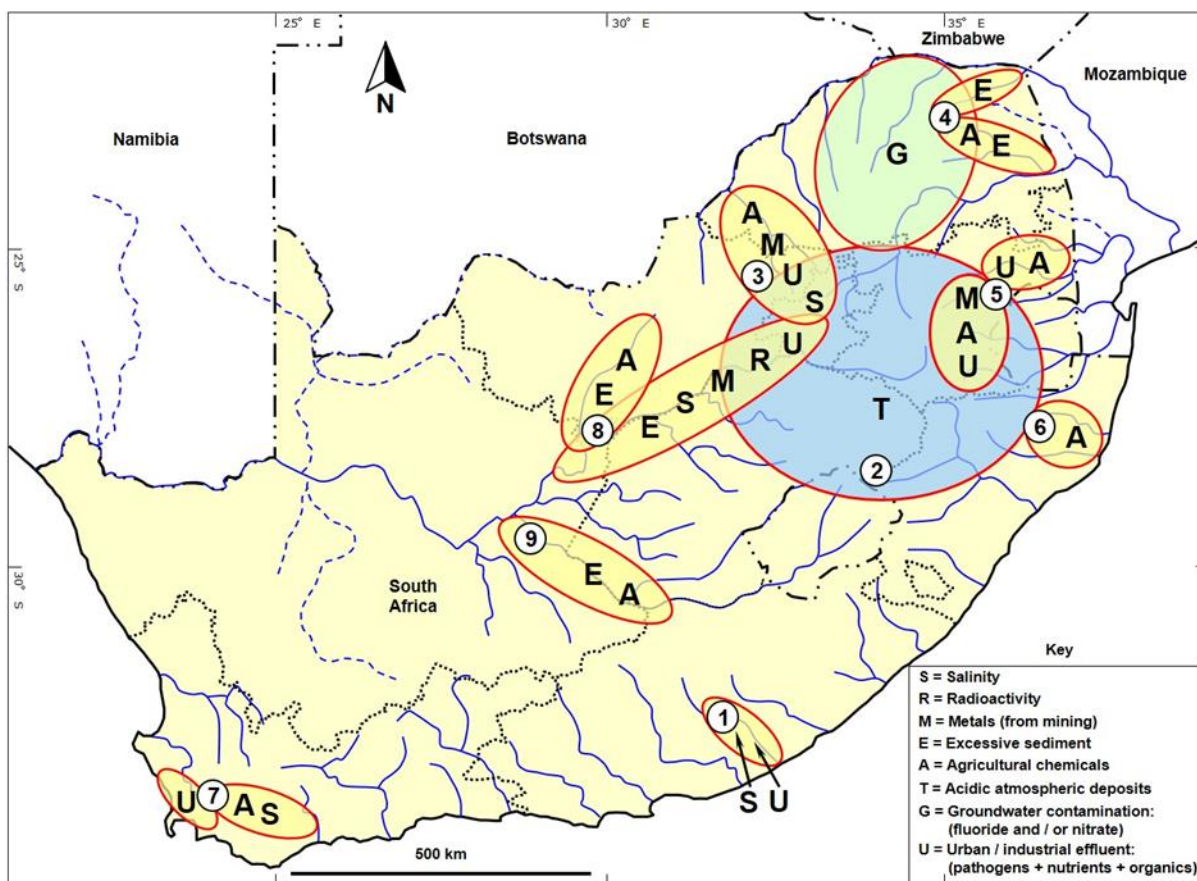 25° E
30° E
35° E
Zimbabwe
Mozambique
N
Namibia
Botswana
E
4
A E
G
A
M
3
U
S
25° S
U A
5
M
A
U
U
R
M
S
E
A
E
8
T
2
6
A
9
E
A
30° S
South
Africa
1
S U
7
U A S
500 km
Key
S = Salinity
R = Radioactivity
M = Metals (from mining)
E = Excessive sediment
A = Agricultural chemicals
T = Acidic atmospheric deposits
G = Groundwater contamination:
(fluoride and / or nitrate)
U = Urban / industrial effluent:
(pathogens + nutrients + organics)